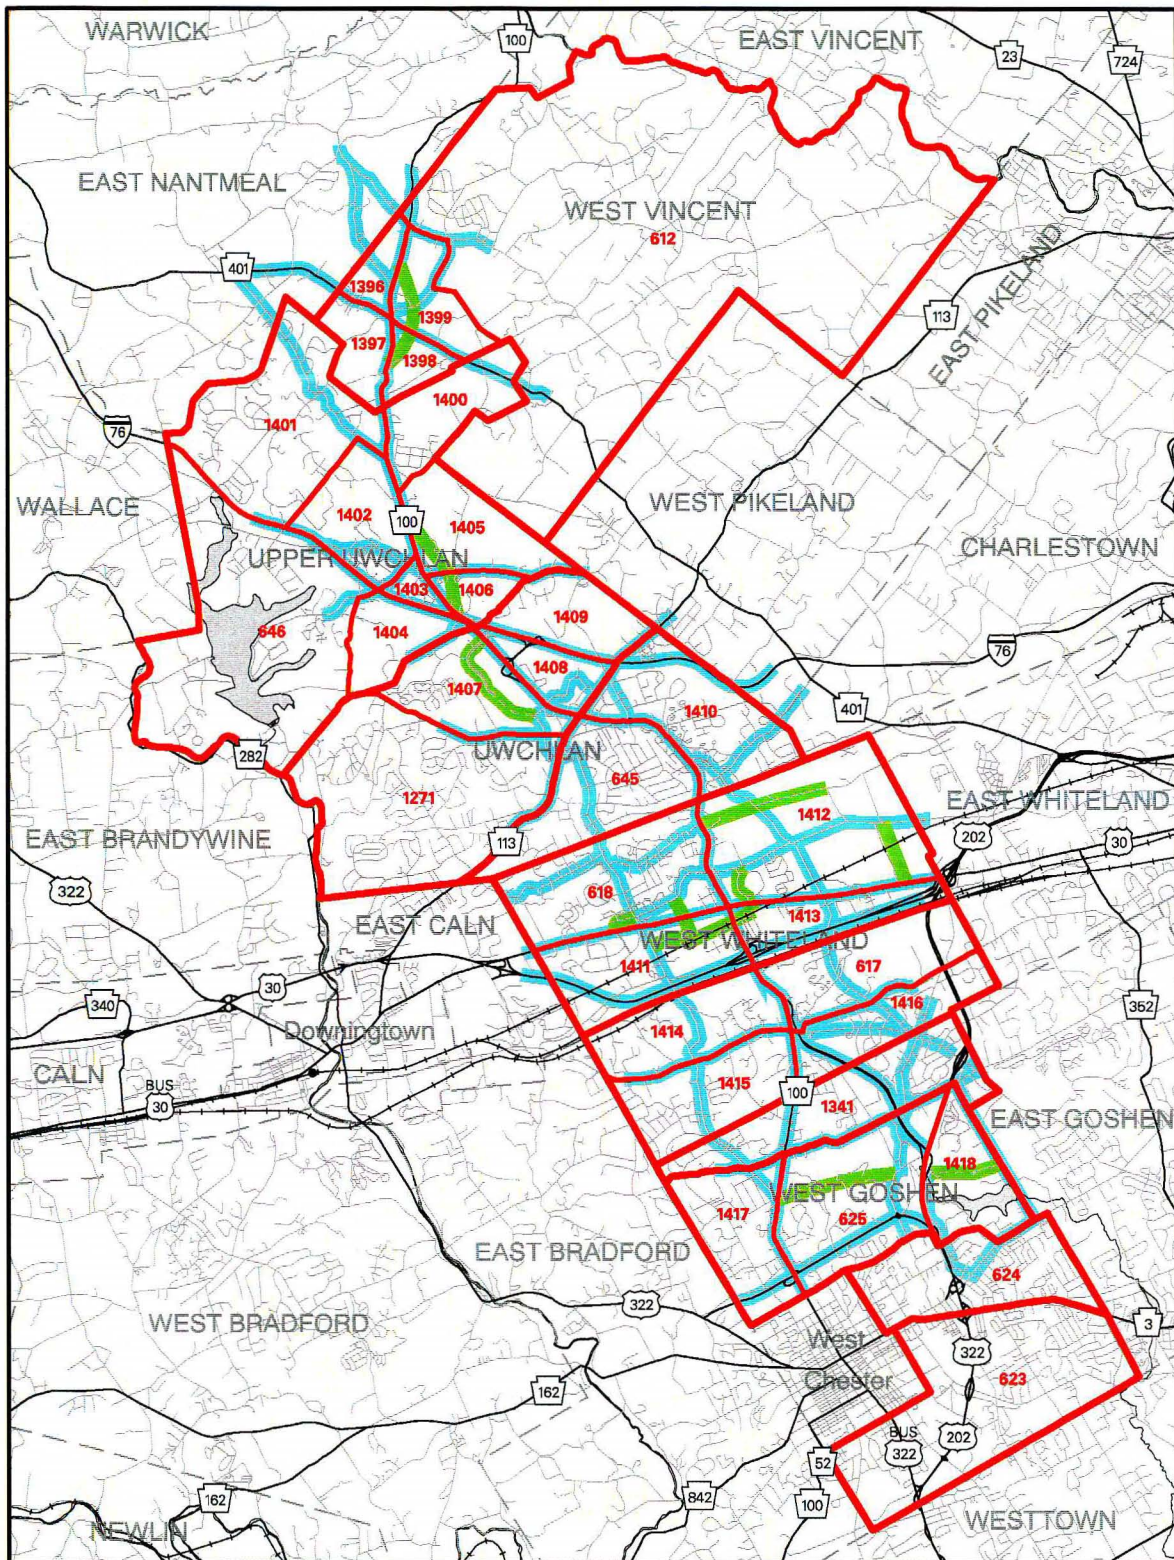 WARWICK
100
EAST VINCENT
23
724
EAST NANTMEAL
WEST VINCENT
612
401
1396
1399
EAST PIKELAND
113
1397
1398
1400
76
1401
WALLACE
WEST PIKELAND
1402
100
1405
UPPER UWCHLAN
CHARLESTOWN
1403
1406
646
1404
1409
76
1408
1407
401
1410
282
UWCHLAN
645
1271
EAST WHITELAND
1412
EAST BRANDYWINE
113
202
30
322
618
EAST CALN
1413
WEST WHITELAND
1411
617
30
340
1416
352
Downingtown
1414
CALN
1415
BUS
30
100
1341
EAST GOSHEN
1418
WEST GOSHEN
1417
625
EAST BRADFORD
624
322
WEST BRADFORD
3
West
Chester
322
623
162
BUS
322
202
52
162
842
100
NEWLIN
WESTTOWN